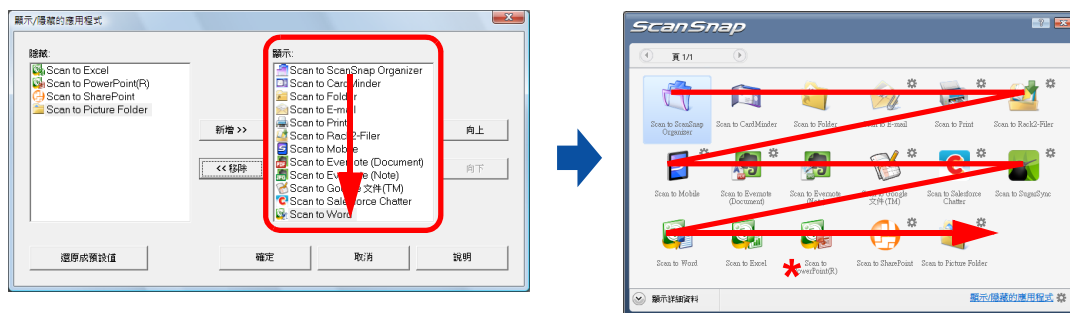 顯示/隱藏的應用程式
隱藏:
Scan to Excel
Scan to PowerPoint(R)
Scan to SharePoint
Scan to Picture Folder
新增 >>
<< 移除
顯示:
Scan to ScanSnap Organizer
Scan to CardMinder
Scan to Folder
Scan to E-mail
Scan to Print
Scan to Rack2-Filer
Scan to Mobile
Scan to Evernote (Document)
Scan to Evernote (Note)
Scan to Google 文件(TM)
Scan to Salesforce Chatter
Scan to Word
向上
向下
還原成預設值
確定
取消
說明
ScanSnap
頁 1/1
Scan to ScanSnap
Organizer
Scan to CardMinder
Scan to Folder
Scan to E-mail
Scan to Print
Scan to Rack2-Filer
Scan to Mobile
Scan to Evernote
(Document)
Scan to Evernote
(Note)
Scan to Google
文件(TM)
Scan to Salesforce
Chatter
Scan to SugarSync
Scan to Word
Scan to Excel
Scan to
PowerPoint(R)
*
Scan to SharePoint
Scan to Picture Folder
顯示詳細資料
顯示/隱藏的應用程式